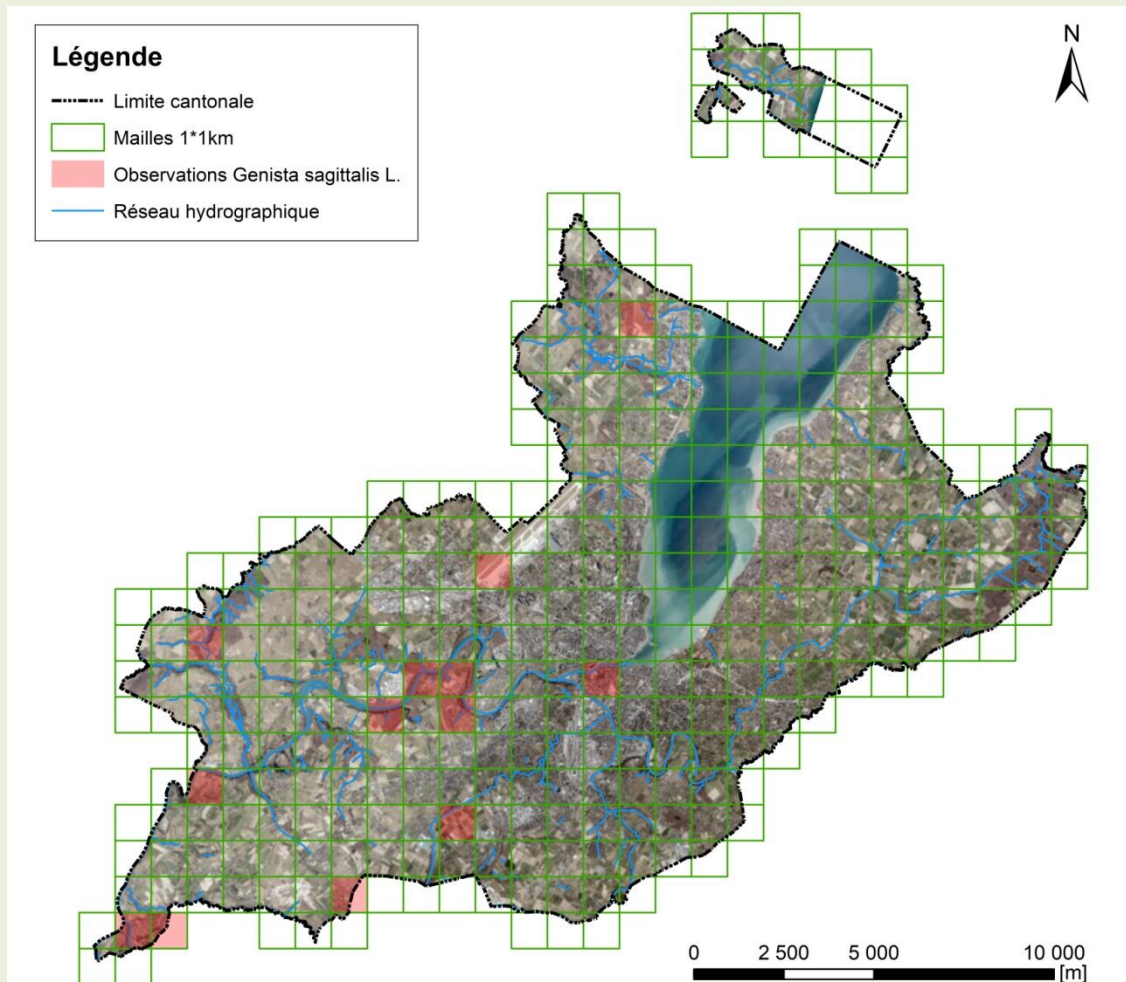 Légende
Limite cantonale
Mailles 1*1km
Observations Genista sagittalis L.
Réseau hydrographique
N
0 2 500 5 000 10 000
[m]